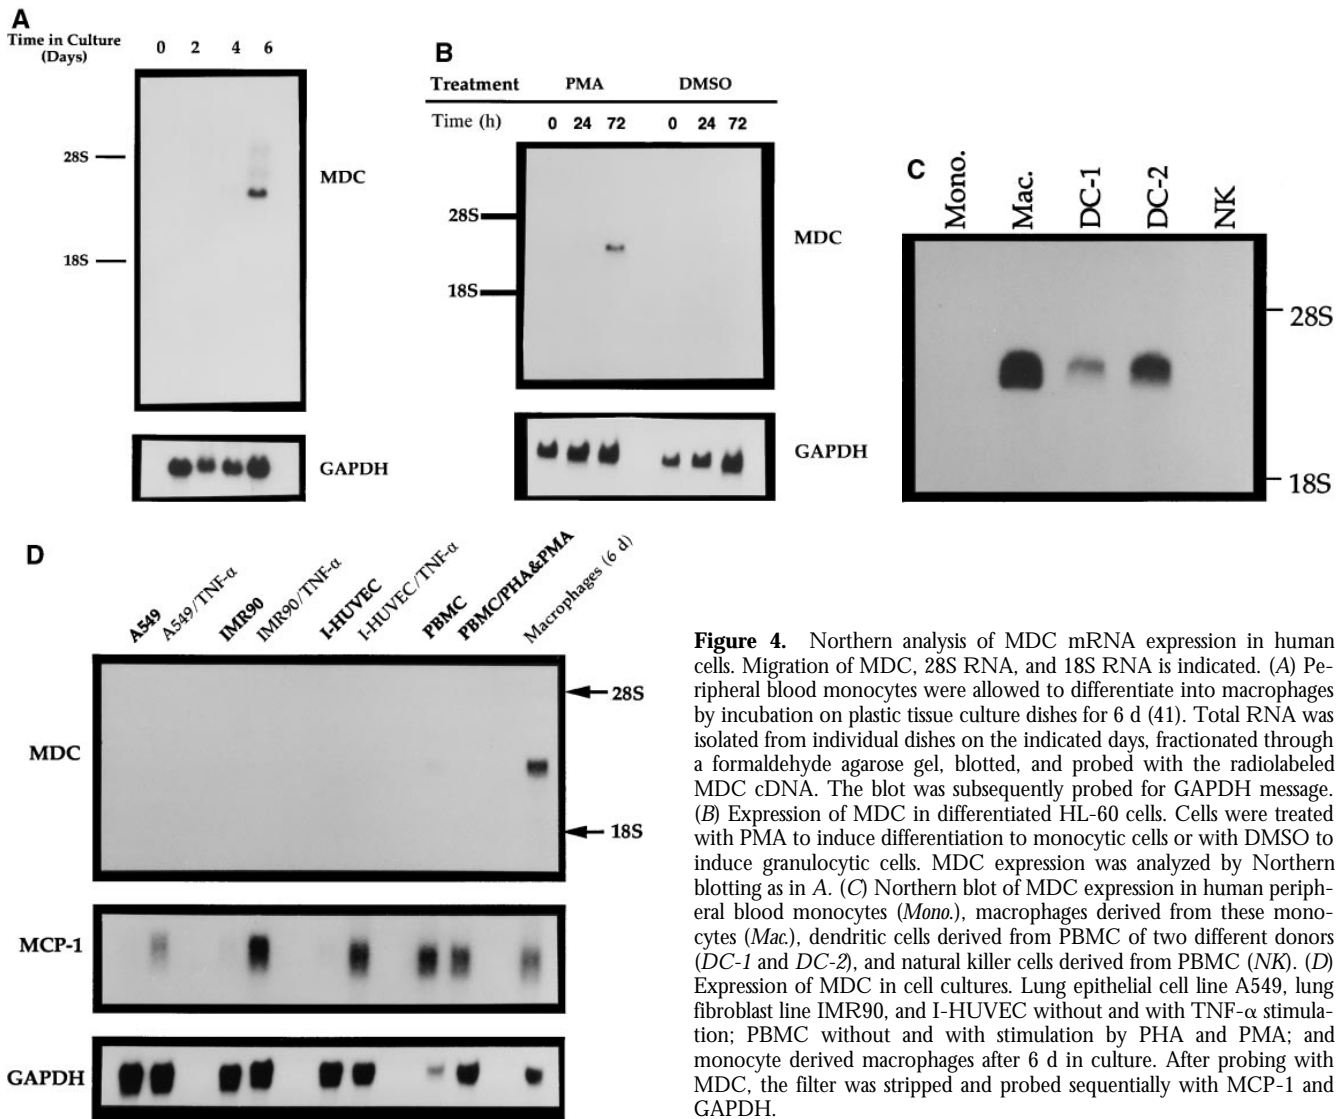 A
Time in Culture
(Days)
0 2 4 6
28S
18S
MDC
GAPDH
B
Treatment PMA DMSO
Time (h) 0 24 72 0 24 72
28S
18S
MDC
GAPDH
C
Mono.
Mac.
DC-1
DC-2
NK
28S
18S
D
A549
A549/TNF-α
IMR90
IMR90/TNF-α
I-HUVEC
I-HUVEC/TNF-α
PBMC
PBMC/PHA&PMA
Macrophages (6 d)
MDC
28S
18S
MCP-1
GAPDH
Figure 4. Northern analysis of MDC mRNA expression in human
cells. Migration of MDC, 28S RNA, and 18S RNA is indicated. (A) Pe-
ripheral blood monocytes were allowed to differentiate into macrophages
by incubation on plastic tissue culture dishes for 6 d (41). Total RNA was
isolated from individual dishes on the indicated days, fractionated through
a formaldehyde agarose gel, blotted, and probed with the radiolabeled
MDC cDNA. The blot was subsequently probed for GAPDH message.
(B) Expression of MDC in differentiated HL-60 cells. Cells were treated
with PMA to induce differentiation to monocytic cells or with DMSO to
induce granulocytic cells. MDC expression was analyzed by Northern
blotting as in A. (C) Northern blot of MDC expression in human periph-
eral blood monocytes (Mono.), macrophages derived from these mono-
cytes (Mac.), dendritic cells derived from PBMC of two different donors
(DC-1 and DC-2), and natural killer cells derived from PBMC (NK). (D)
Expression of MDC in cell cultures. Lung epithelial cell line A549, lung
fibroblast line IMR90, and I-HUVEC without and with TNF-α stimula-
tion; PBMC without and with stimulation by PHA and PMA; and
monocyte derived macrophages after 6 d in culture. After probing with
MDC, the filter was stripped and probed sequentially with MCP-1 and
GAPDH.